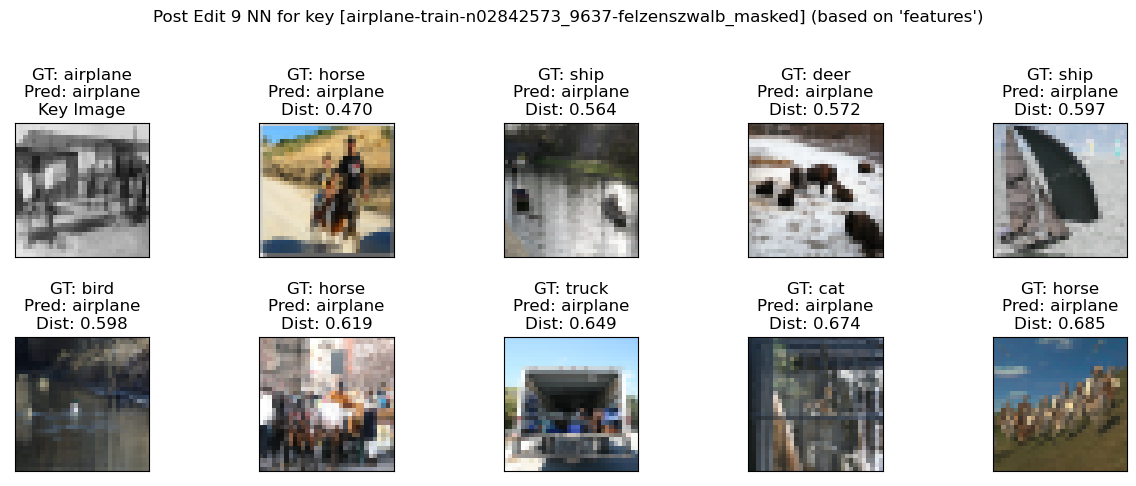 Post Edit 9 NN for key [airplane-train-n02842573_9637-felzenszwalb_masked] (based on 'features')
GT: airplane
Pred: airplane
Key Image
GT: horse
Pred: airplane
Dist: 0.470
GT: ship
Pred: airplane
Dist: 0.564
GT: deer
Pred: airplane
Dist: 0.572
GT: ship
Pred: airplane
Dist: 0.597
GT: bird
Pred: airplane
Dist: 0.598
GT: horse
Pred: airplane
Dist: 0.619
GT: truck
Pred: airplane
Dist: 0.649
GT: cat
Pred: airplane
Dist: 0.674
GT: horse
Pred: airplane
Dist: 0.685